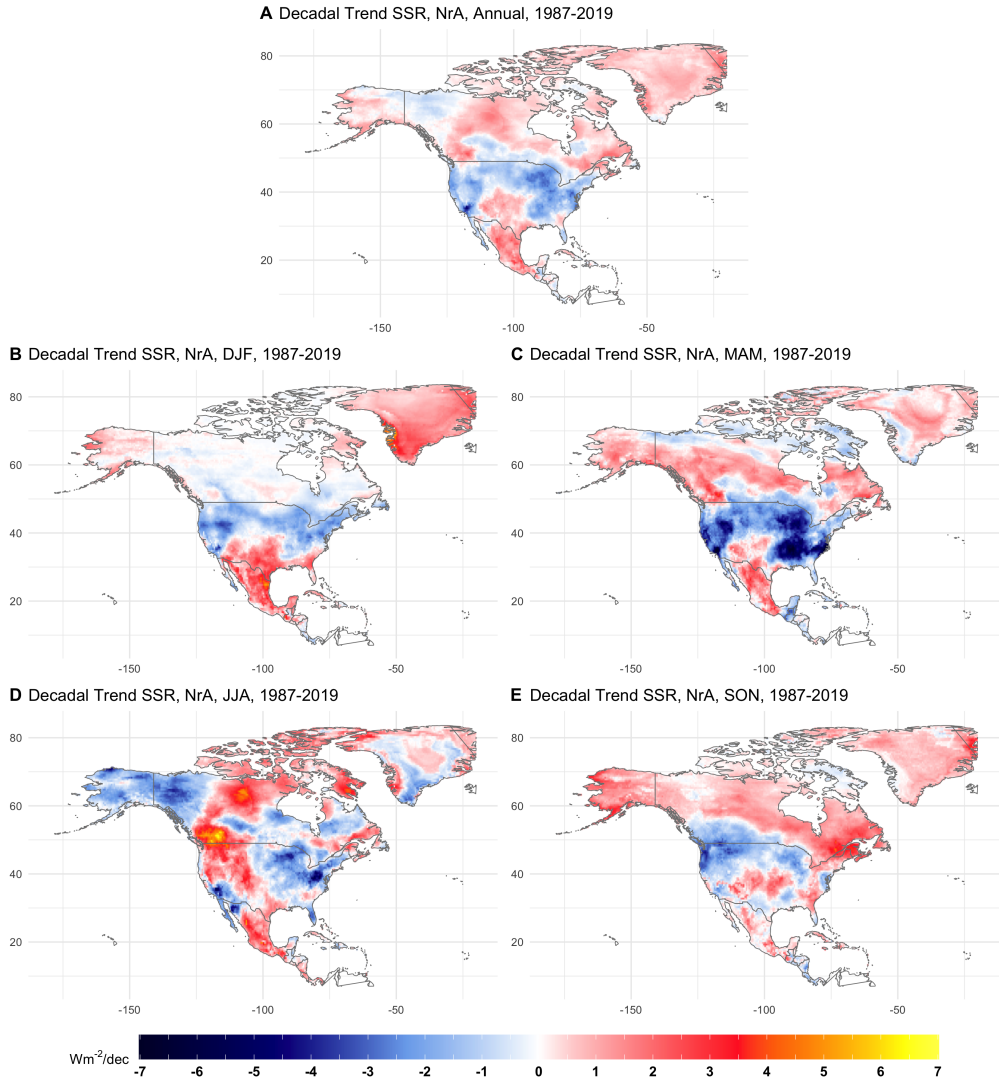 A Decadal Trend SSR, NrA, Annual, 1987-2019
80
60
40
20
-150 -100 -50
B Decadal Trend SSR, NrA, DJF, 1987-2019
80
60
40
20
-150 -100 -50
C Decadal Trend SSR, NrA, MAM, 1987-2019
80
60
40
20
-150 -100 -50
D Decadal Trend SSR, NrA, JJA, 1987-2019
80
60
40
20
-150 -100 -50
E Decadal Trend SSR, NrA, SON, 1987-2019
80
60
40
20
-150 -100 -50
Wm⁻²/dec
-7 -6 -5 -4 -3 -2 -1 0 1 2 3 4 5 6 7